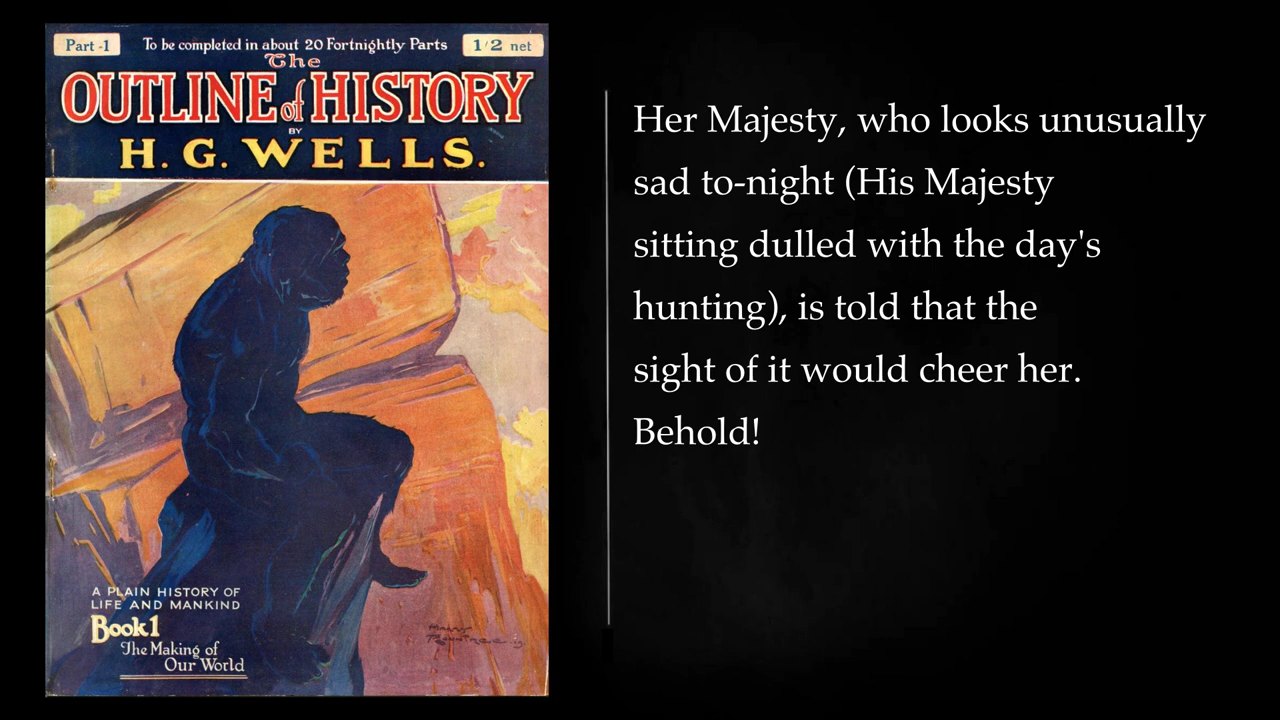 Part -1
To be completed in about 20 Fortnightly Parts
1/2 net
The
OUTLINE of HISTORY
BY
H. G. WELLS.
A PLAIN HISTORY OF
LIFE AND MANKIND
Book 1
The Making of
Our World
Her Majesty, who looks unusually
sad to-night (His Majesty
sitting dulled with the day's
hunting), is told that the
sight of it would cheer her.
Behold!